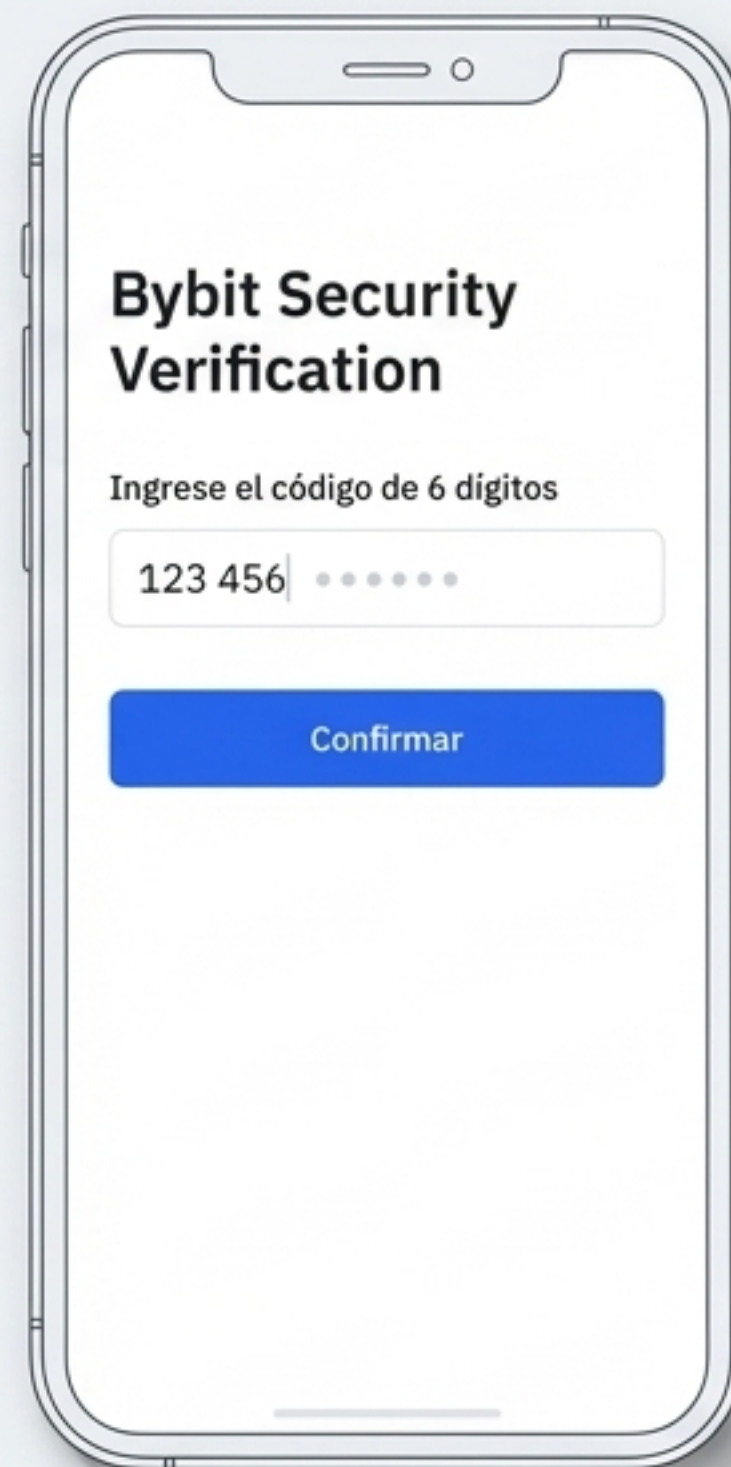 Bybit Security
Verification
Ingrese el código de 6 dígitos
123 456
Confirmar